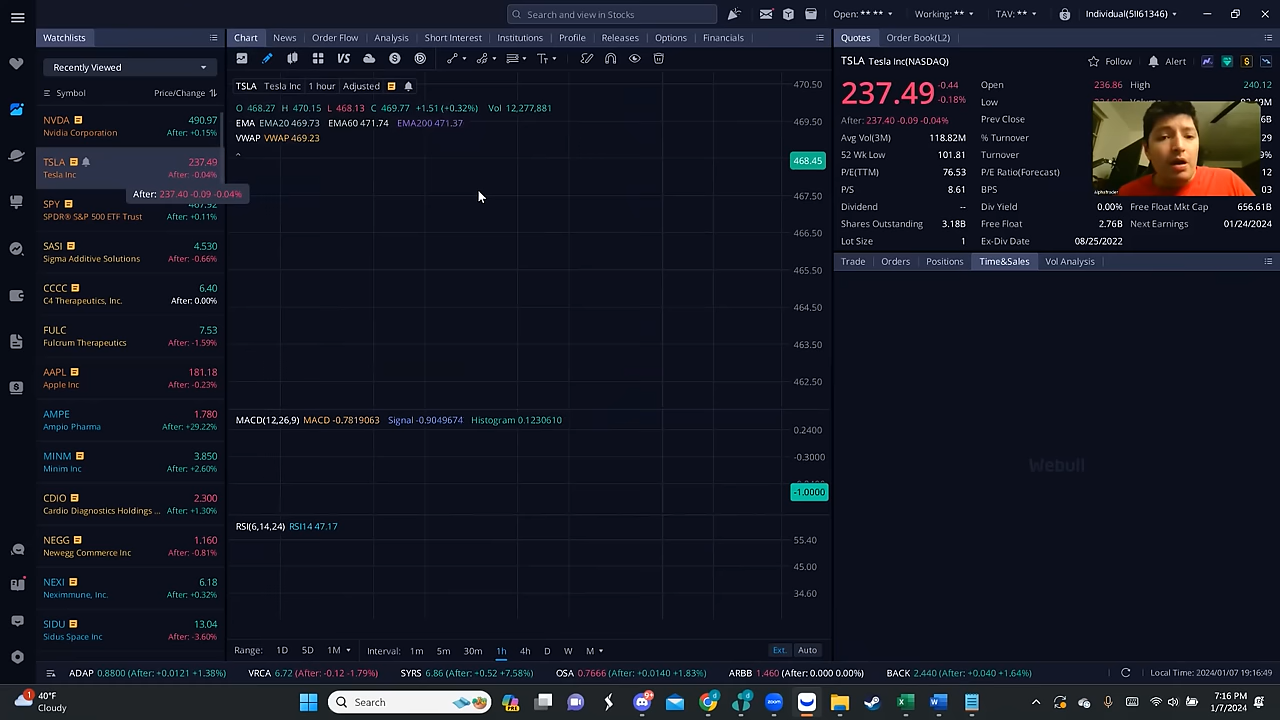 Search and view in Stocks
Open: ** **
Working: ** **
TAV: ** **
Individual(5II61346)
Watchlists
Chart News Order Flow Analysis Short Interest Institutions Profile Releases Options Financials
Quotes Order Book(L2)
Recently Viewed
Symbol Price/Change
NVDA 490.97
Nvidia Corporation +0.15%
TSLA 237.49
Tesla Inc After: -0.04%
After: 237.40 -0.09 -0.04%
SPY 467.92
SPDR® S&P 500 ETF Trust +0.11%
SASI 4.530
Sigma Additive Solutions After: -0.66%
CCCC 6.40
C4 Therapeutics, Inc. After: 0.00%
FULC 7.53
Fulcrum Therapeutics After: -1.59%
AAPL 181.18
Apple Inc After: -0.23%
AMPE 1.780
Ampio Pharma After: +29.22%
MINM 3.850
Minim Inc After: +2.60%
CDIO 2.300
Cardio Diagnostics Holdings ... After: +1.30%
NEGG 1.160
Newegg Commerce Inc After: -0.81%
NEXI 6.18
Neximmune, Inc. After: +0.32%
SIDU 13.04
Sidus Space Inc After: -3.60%
VS
TSLA Tesla Inc 1 hour Adjusted
O 468.27 H 470.15 L 468.13 C 469.77 +1.51 (+0.32%) Vol 12,277,881
EMA EMA20 469.73 EMA60 471.74 EMA200 471.37
VWAP VWAP 469.23
470.50
469.50
468.45
467.50
466.50
465.50
464.50
463.50
462.50
MACD(12,26,9) MACD -0.7819063 Signal -0.9049674 Histogram 0.1230610
0.2400
-0.3000
-1.0000
RSI(6,14,24) RSI14 47.17
55.40
45.00
34.60
Range: 1D 5D 1M Interval: 1m 5m 30m 1h 4h D W M Ext. Auto
TSLA Tesla Inc(NASDAQ) Follow Alert
237.49 -0.44 -0.18%
After: 237.40 -0.09 -0.04%
Open 236.86 High 240.12
Low
Prev Close
Avg Vol(3M) 118.82M % Turnover
52 Wk Low 101.81 Turnover
P/E(TTM) 76.53 P/E Ratio(Forecast)
P/S 8.61 BPS
Dividend -- Div Yield 0.00% Free Float Mkt Cap 656.61B
Shares Outstanding 3.18B Free Float 2.76B Next Earnings 01/24/2024
Lot Size 1 Ex-Div Date 08/25/2022
Trade Orders Positions Time&Sales Vol Analysis
Webull
ADAP 0.8800 (After: +0.0121 +1.38%) VRCA 6.72 (After: -0.12 -1.79%) SYRS 6.86 (After: +0.52 +7.58%) OSA 0.7666 (After: +0.0140 +1.83%) ARBB 1.460 (After: 0.000 0.00%) BACK 2.440 (After: +0.040 +1.64%) Local Time: 2024/01/07 19:16:49
40°F
Cloudy
Search
7:16 PM
1/7/2024